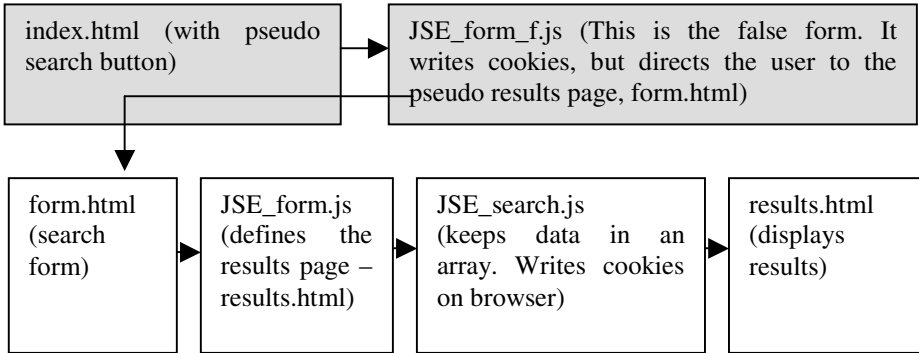 index.html (with pseudo
search button)
JSE_form_f.js (This is the false form. It
writes cookies, but directs the user to the
pseudo results page, form.html)
form.html
(search
form)
JSE_form.js
(defines the
results page –
results.html)
JSE_search.js
(keeps data in an
array. Writes cookies
on browser)
results.html
(displays
results)